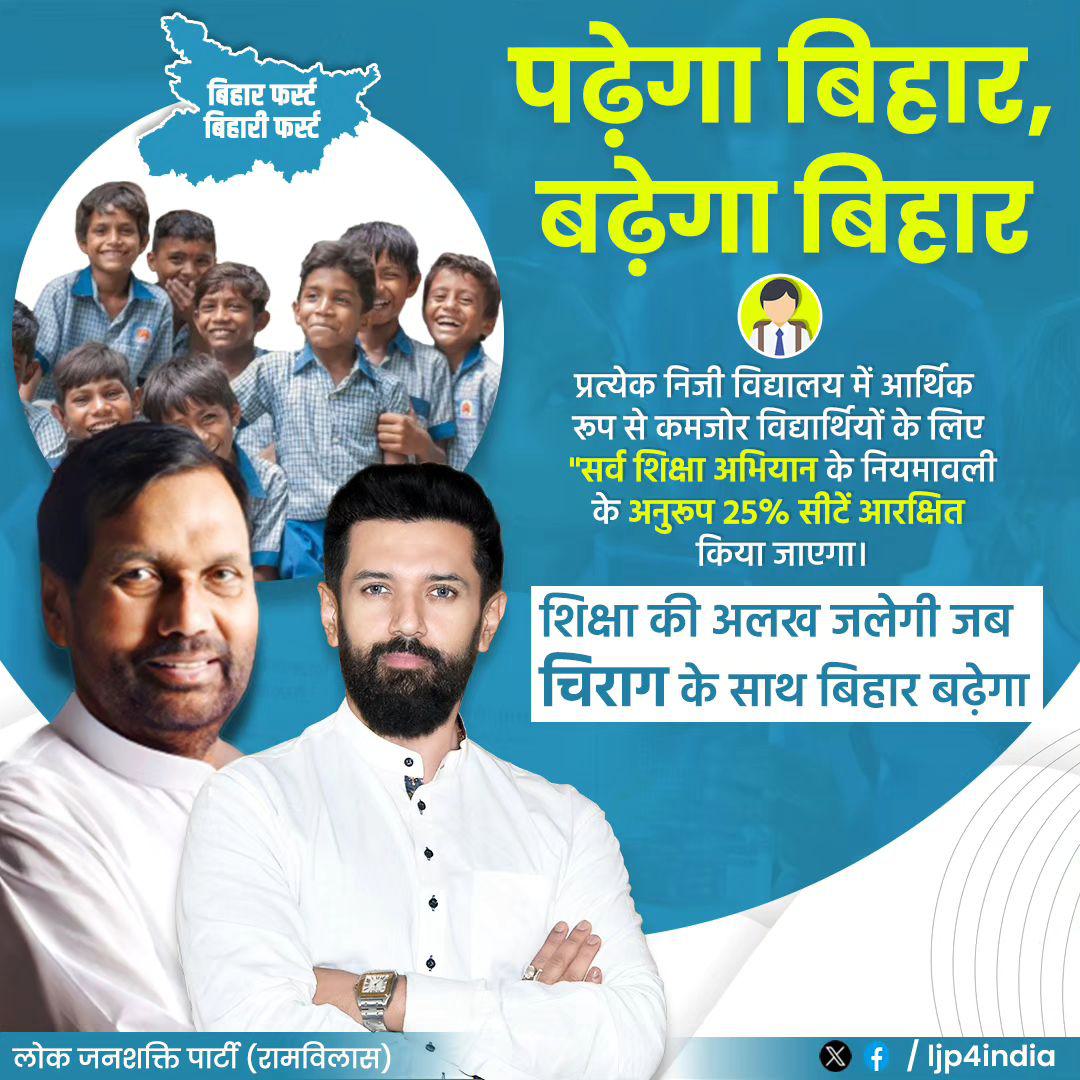 बिहार फर्स्ट
बिहारी फर्स्ट
पढ़ेगा बिहार,
बढ़ेगा बिहार
प्रत्येक निजी विद्यालय में आर्थिक
रूप से कमजोर विद्यार्थियों के लिए
"सर्व शिक्षा अभियान के नियमावली
के अनुरूप 25% सीटें आरक्षित
किया जाएगा।
शिक्षा की अलख जलेगी जब
चिराग के साथ बिहार बढ़ेगा
लोक जनशक्ति पार्टी (रामविलास)
/ ljp4india